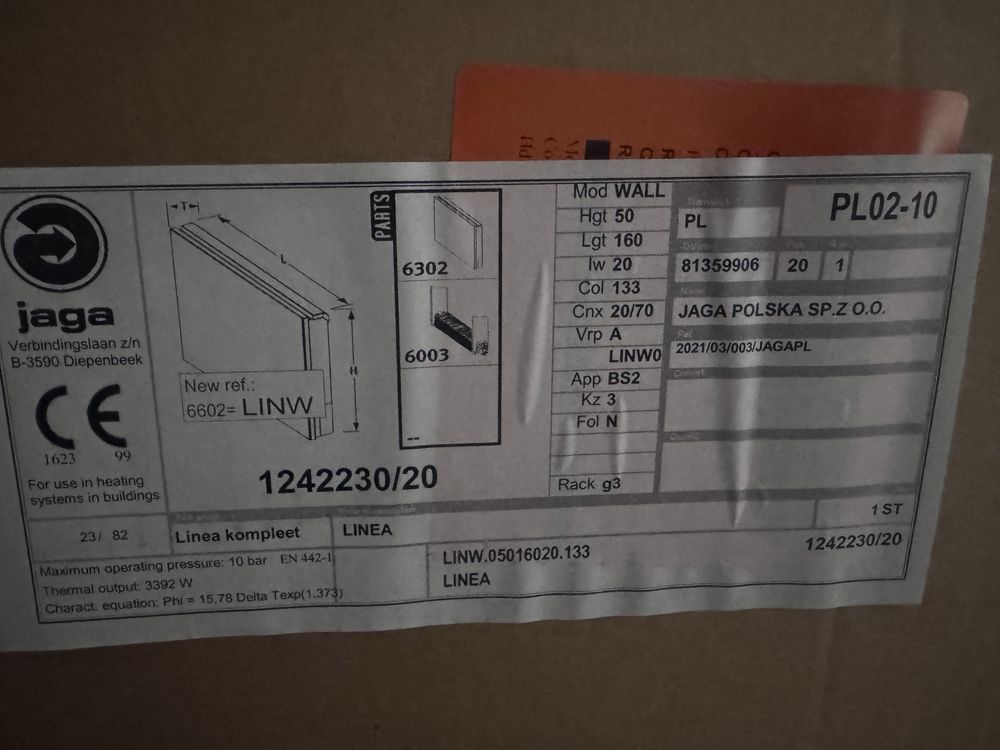 jaga
Verbindingslaan z/n
B-3590 Diepenbeek
CE
1623 99
For use in heating
systems in buildings
T
L
H
New ref.:
6602= LINW
PARTS
6302
6003
--
1242230/20
Mod WALL
Hgt 50
Lgt 160
Iw 20
Col 133
Cnx 20/70
Vrp A
LINW0
App BS2
Kz 3
Fol N
Rack g3
PL
PL02-10
81359906 20 1
JAGA POLSKA SP.Z O.O.
Ref
2021/03/003/JAGAPL
23/ 82
Linea kompleet
LINEA
1 ST
Maximum operating pressure: 10 bar EN 442-1
Thermal output: 3392 W
Charact. equation: Phi = 15.78 Delta Texp(1.373)
LINW.05016020.133
LINEA
1242230/20